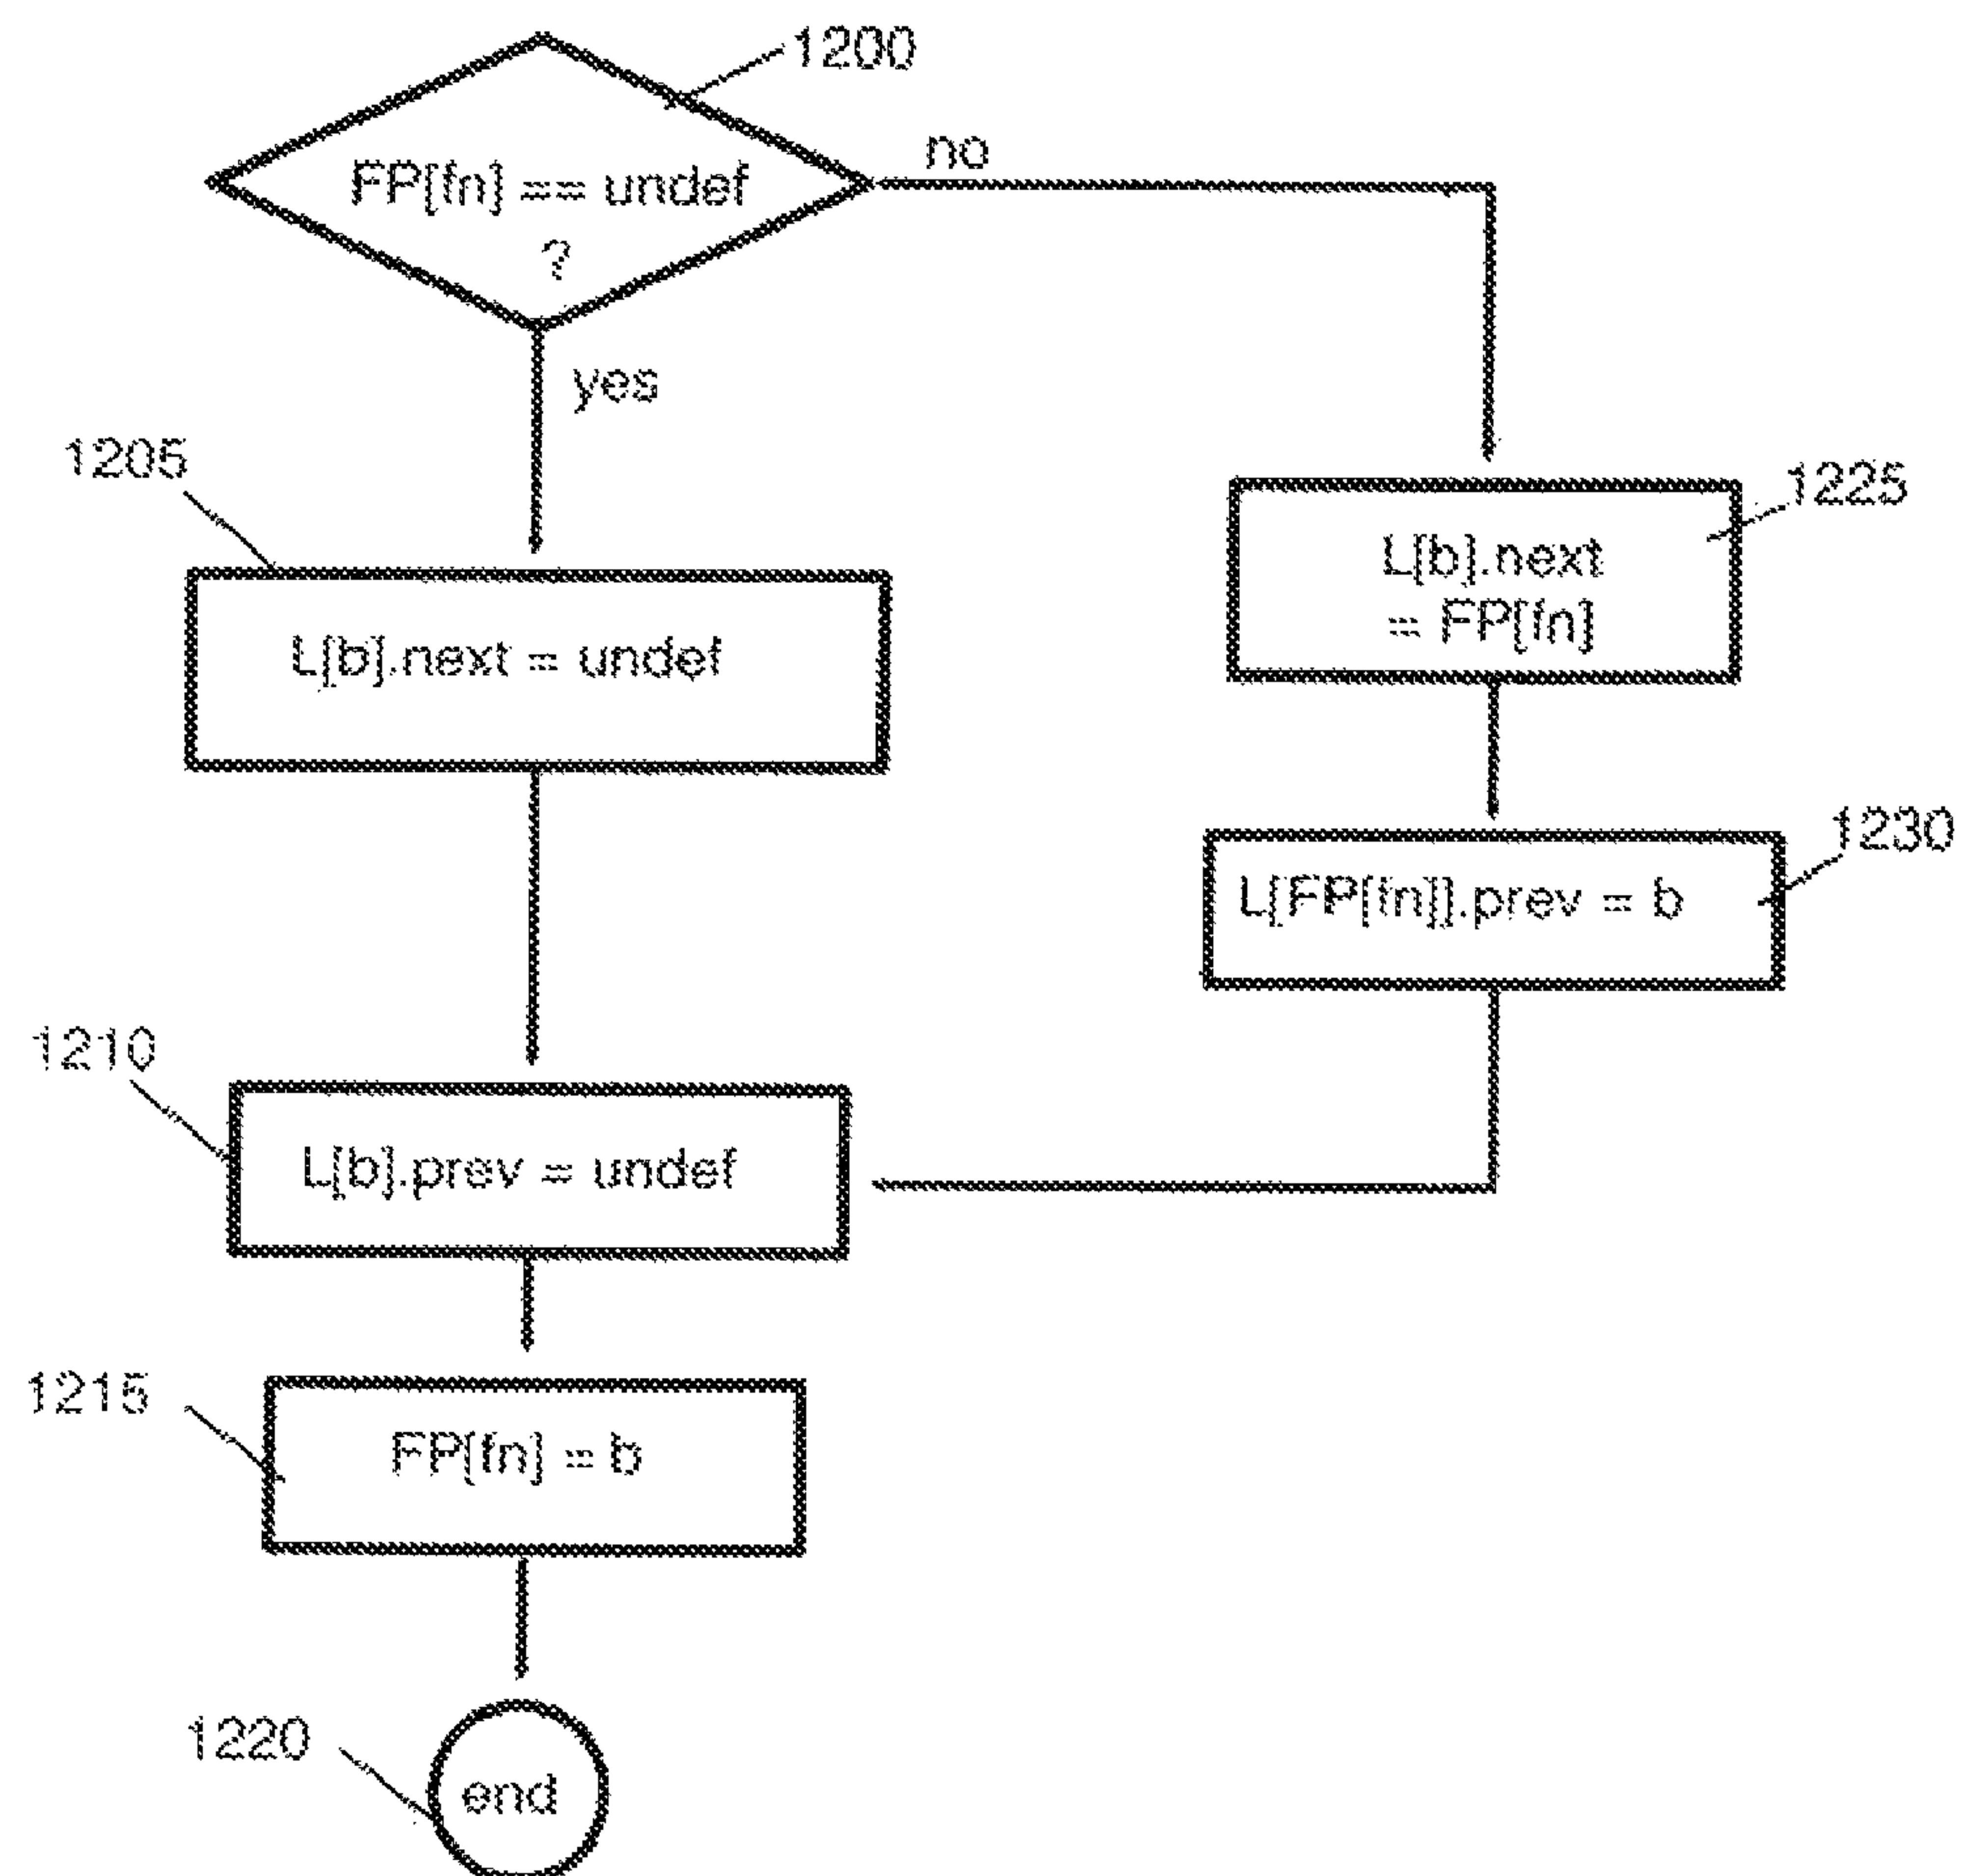 1200
FP[fn] == undef
?
no
yes
1205
L[b].next = undef
1225
L[b].next
= FP[fn]
1230
L[FP[fn]].prev = b
1210
L[b].prev = undef
1215
FP[fn] = b
1220
end